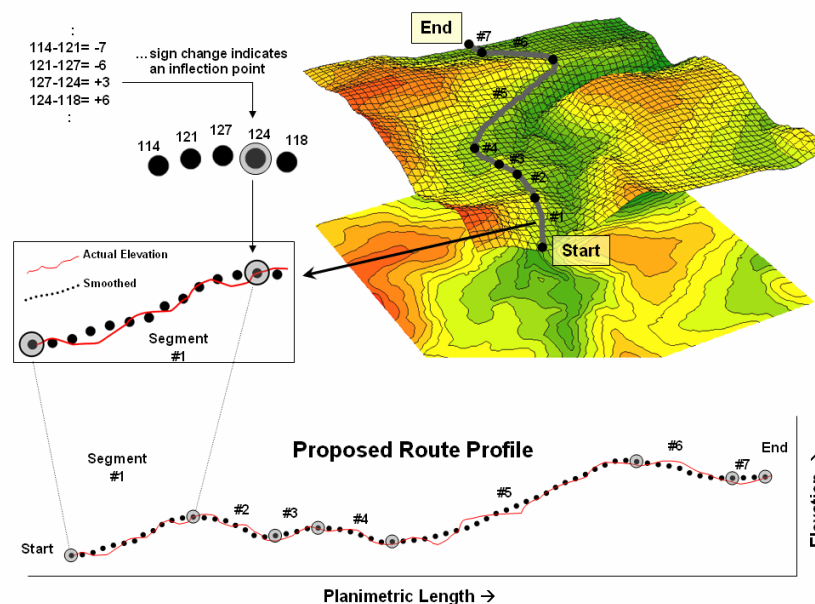 :
114-121= -7
121-127= -6
127-124= +3
124-118= +6
:
…sign change indicates
an inflection point
114
121
127
124
118
End
#7
#6
#5
#4
#3
#2
#1
Start
Actual Elevation
Smoothed
Segment
#1
Proposed Route Profile
Segment
#1
Start
#2
#3
#4
#5
#6
#7
End
Elevation →
Planimetric Length →